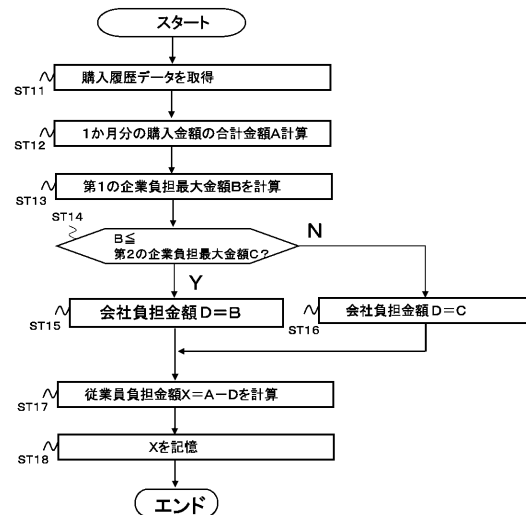 スタート
購入履歴データを取得
ST11
1か月分の購入金額の合計金額A計算
ST12
第1の企業負担最大金額Bを計算
ST13
ST14
B≦
第2の企業負担最大金額C?
N
Y
会社負担金額D=B
ST15
会社負担金額D=C
ST16
従業員負担金額X=A-Dを計算
ST17
Xを記憶
ST18
エンド